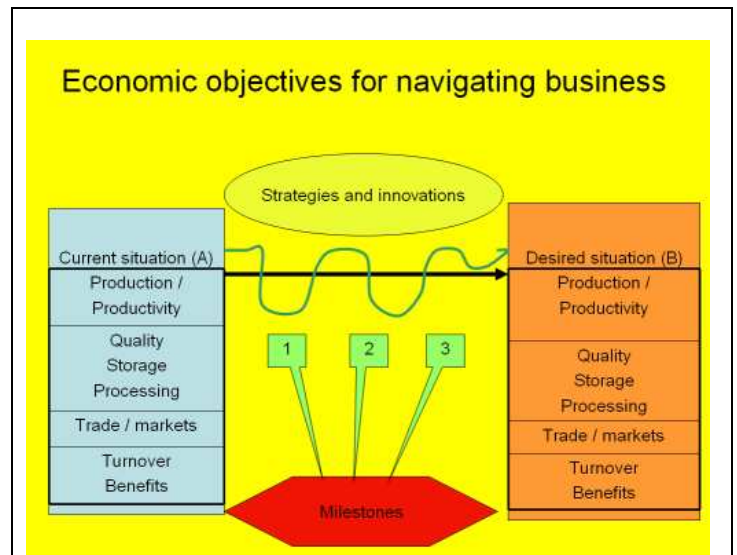 Economic objectives for navigating business
Strategies and innovations
Current situation (A)
Production /
Productivity
Quality
Storage
Processing
Trade / markets
Turnover
Benefits
1
2
3
Milestones
Desired situation (B)
Production /
Productivity
Quality
Storage
Processing
Trade / markets
Turnover
Benefits